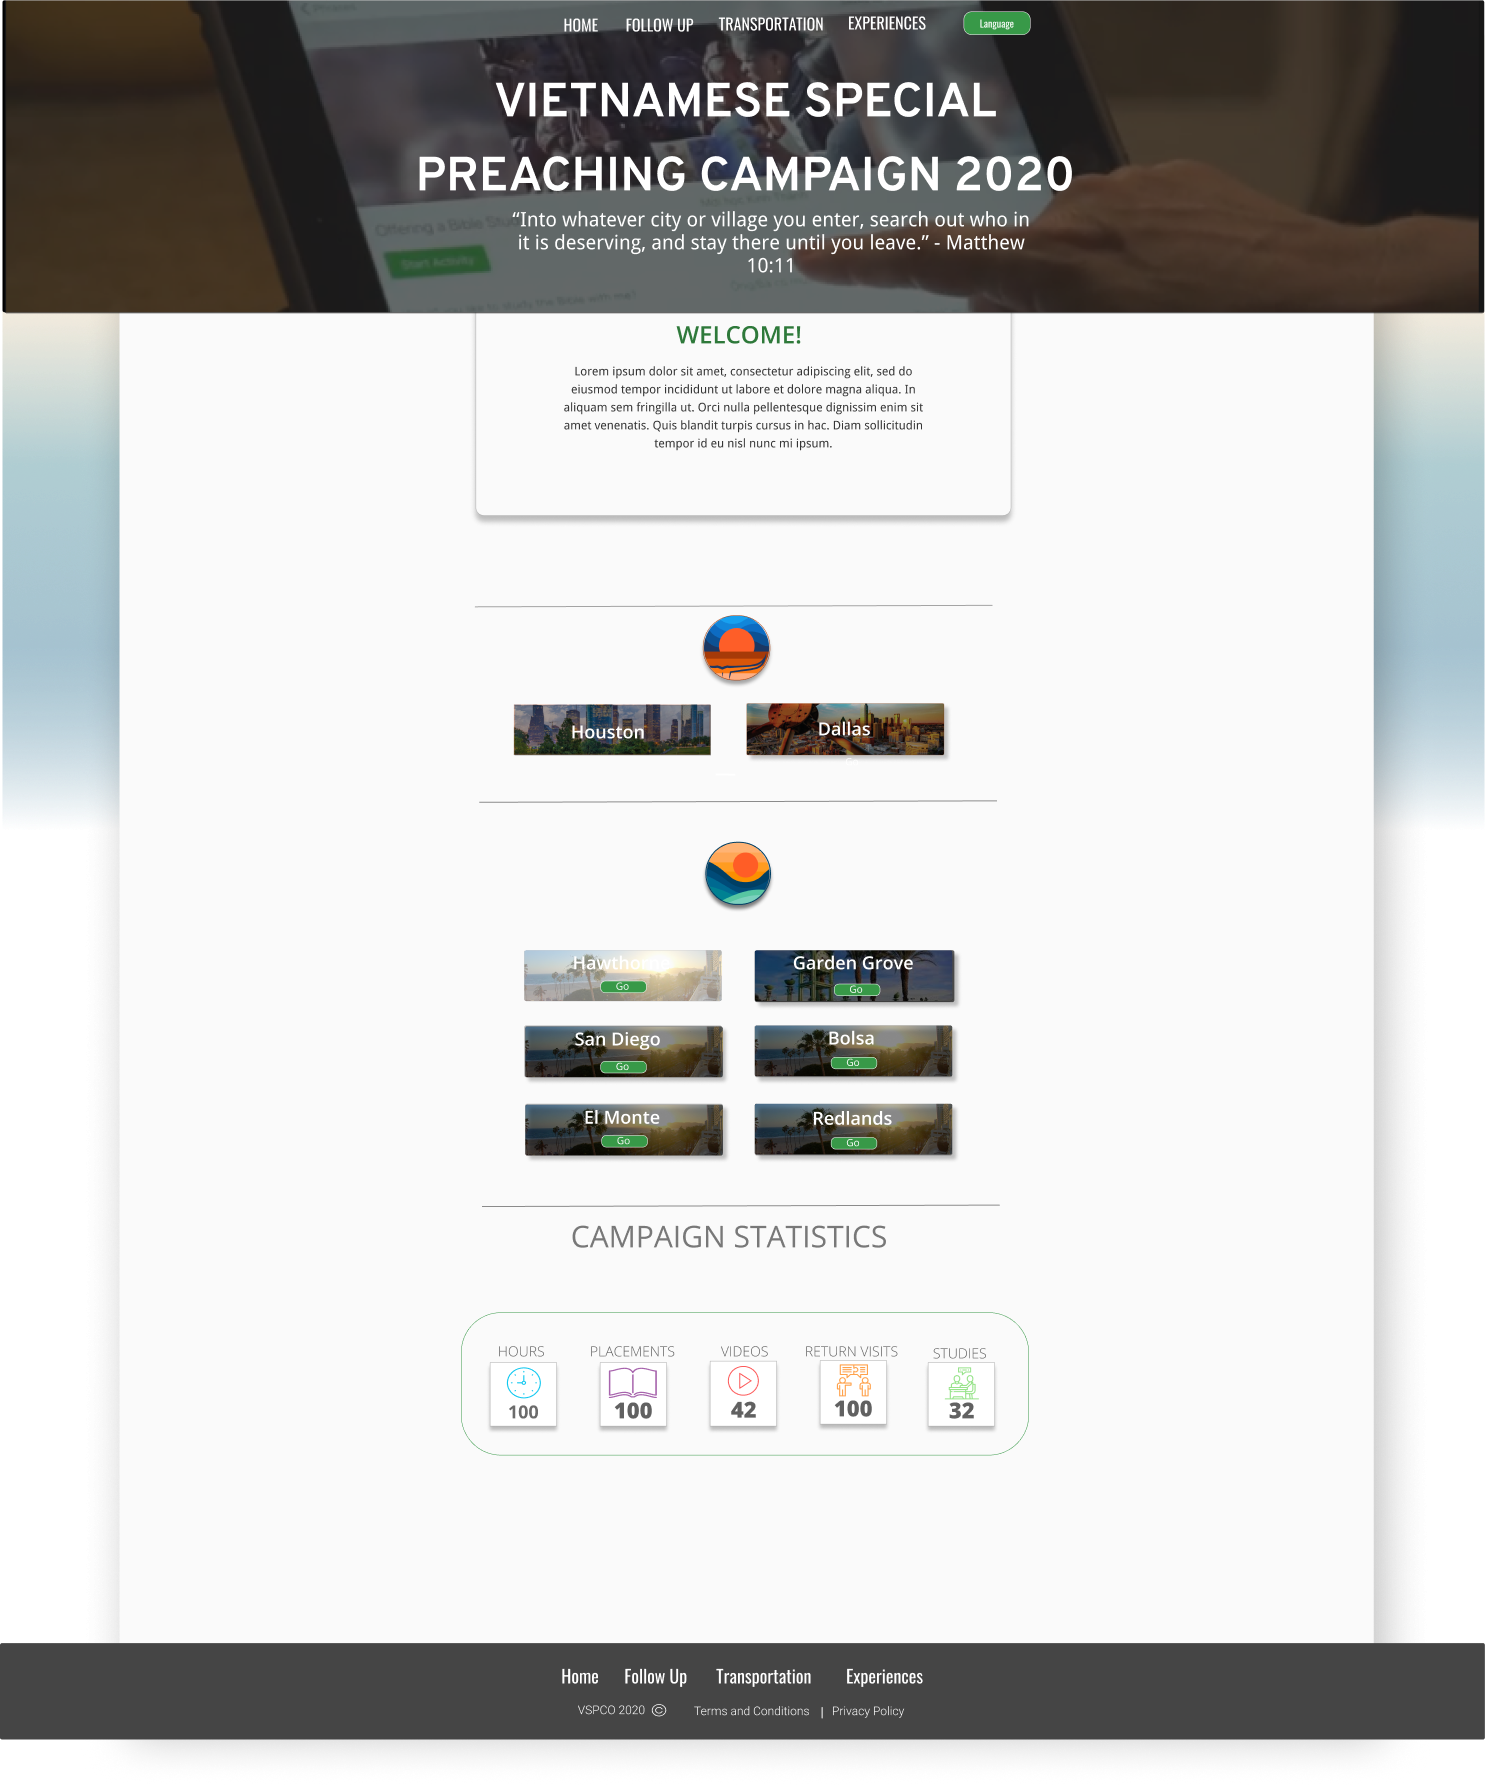 Phrases
HOME FOLLOW UP TRANSPORTATION EXPERIENCES Language
VIETNAMESE SPECIAL
PREACHING CAMPAIGN 2020
Offering a Bible
Start Activity
“Into whatever city or village you enter, search out who in
it is deserving, and stay there until you leave.” - Matthew
10:11
WELCOME!
Lorem ipsum dolor sit amet, consectetur adipiscing elit, sed do
eiusmod tempor incididunt ut labore et dolore magna aliqua. In
aliquam sem fringilla ut. Orci nulla pellentesque dignissim enim sit
amet venenatis. Quis blandit turpis cursus in hac. Diam sollicitudin
tempor id eu nisl nunc mi ipsum.
Houston Dallas
Hawthorne Garden Grove
Go Go
San Diego Bolsa
Go Go
El Monte Redlands
Go Go
CAMPAIGN STATISTICS
HOURS PLACEMENTS VIDEOS RETURN VISITS STUDIES
100 100 42 100 32
Home Follow Up Transportation Experiences
VSPCO 2020 © Terms and Conditions | Privacy Policy